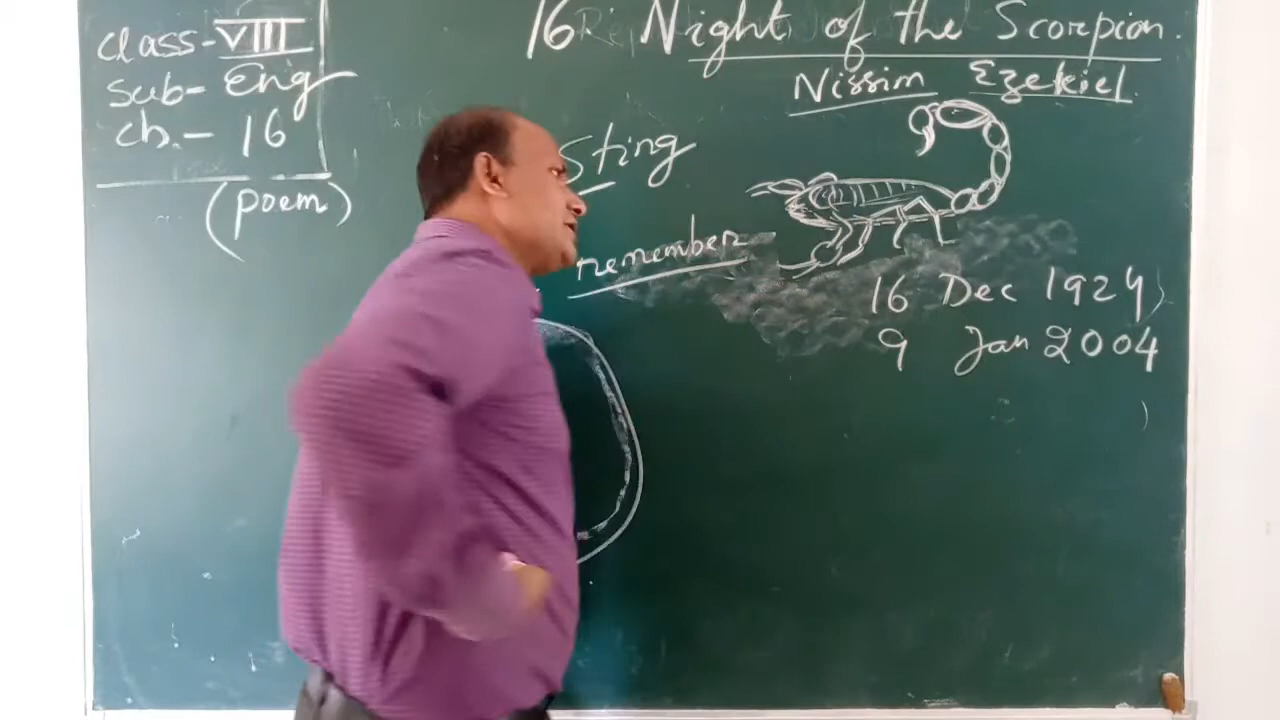 Class-VIII
Sub- Eng
Ch.- 16
(Poem)
16 Night of the Scorpion.
Nissim Ezekiel.
Sting
remember
16 Dec 1924
9 Jan 2004